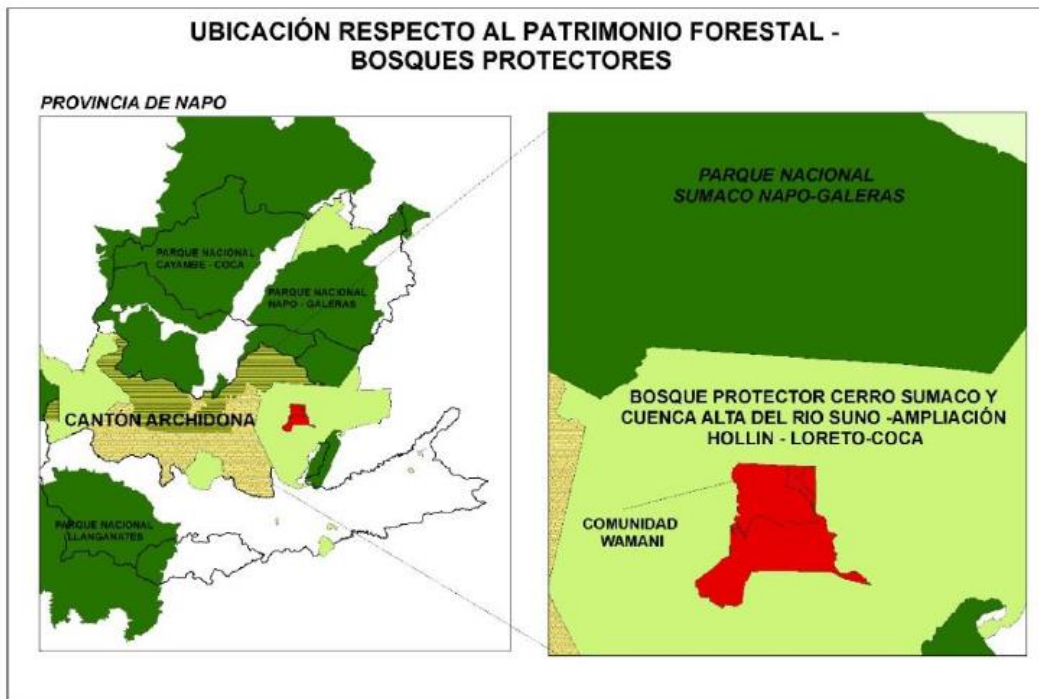 UBICACIÓN RESPECTO AL PATRIMONIO FORESTAL -
BOSQUES PROTECTORES
PROVINCIA DE NAPO
PARQUE NACIONAL
CAYAMBE - COCA
PARQUE NACIONAL
NAPO - GALERAS
CANTÓN ARCHIDONA
PARQUE NACIONAL
LLANGANATES
PARQUE NACIONAL
SUMACO NAPO-GALERAS
BOSQUE PROTECTOR CERRO SUMACO Y
CUENCA ALTA DEL RIO SUNO -AMPLIACIÓN
HOLLIN - LORETO-COCA
COMUNIDAD
WAMANI